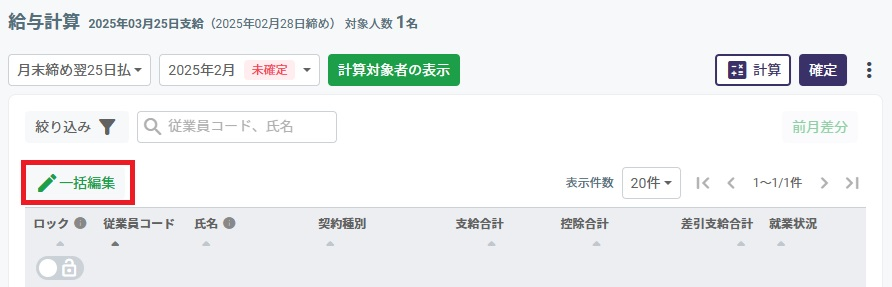 給与計算 2025年03月25日支給（2025年02月28日締め） 対象人数 1名
月末締め翌25日払 2025年2月 未確定 計算対象者の表示 計算 確定
絞り込み 従業員コード、氏名 前月差分
一括編集 表示件数 20件 1〜1/1件
ロック 従業員コード 氏名 契約種別 支給合計 控除合計 差引支給合計 就業状況